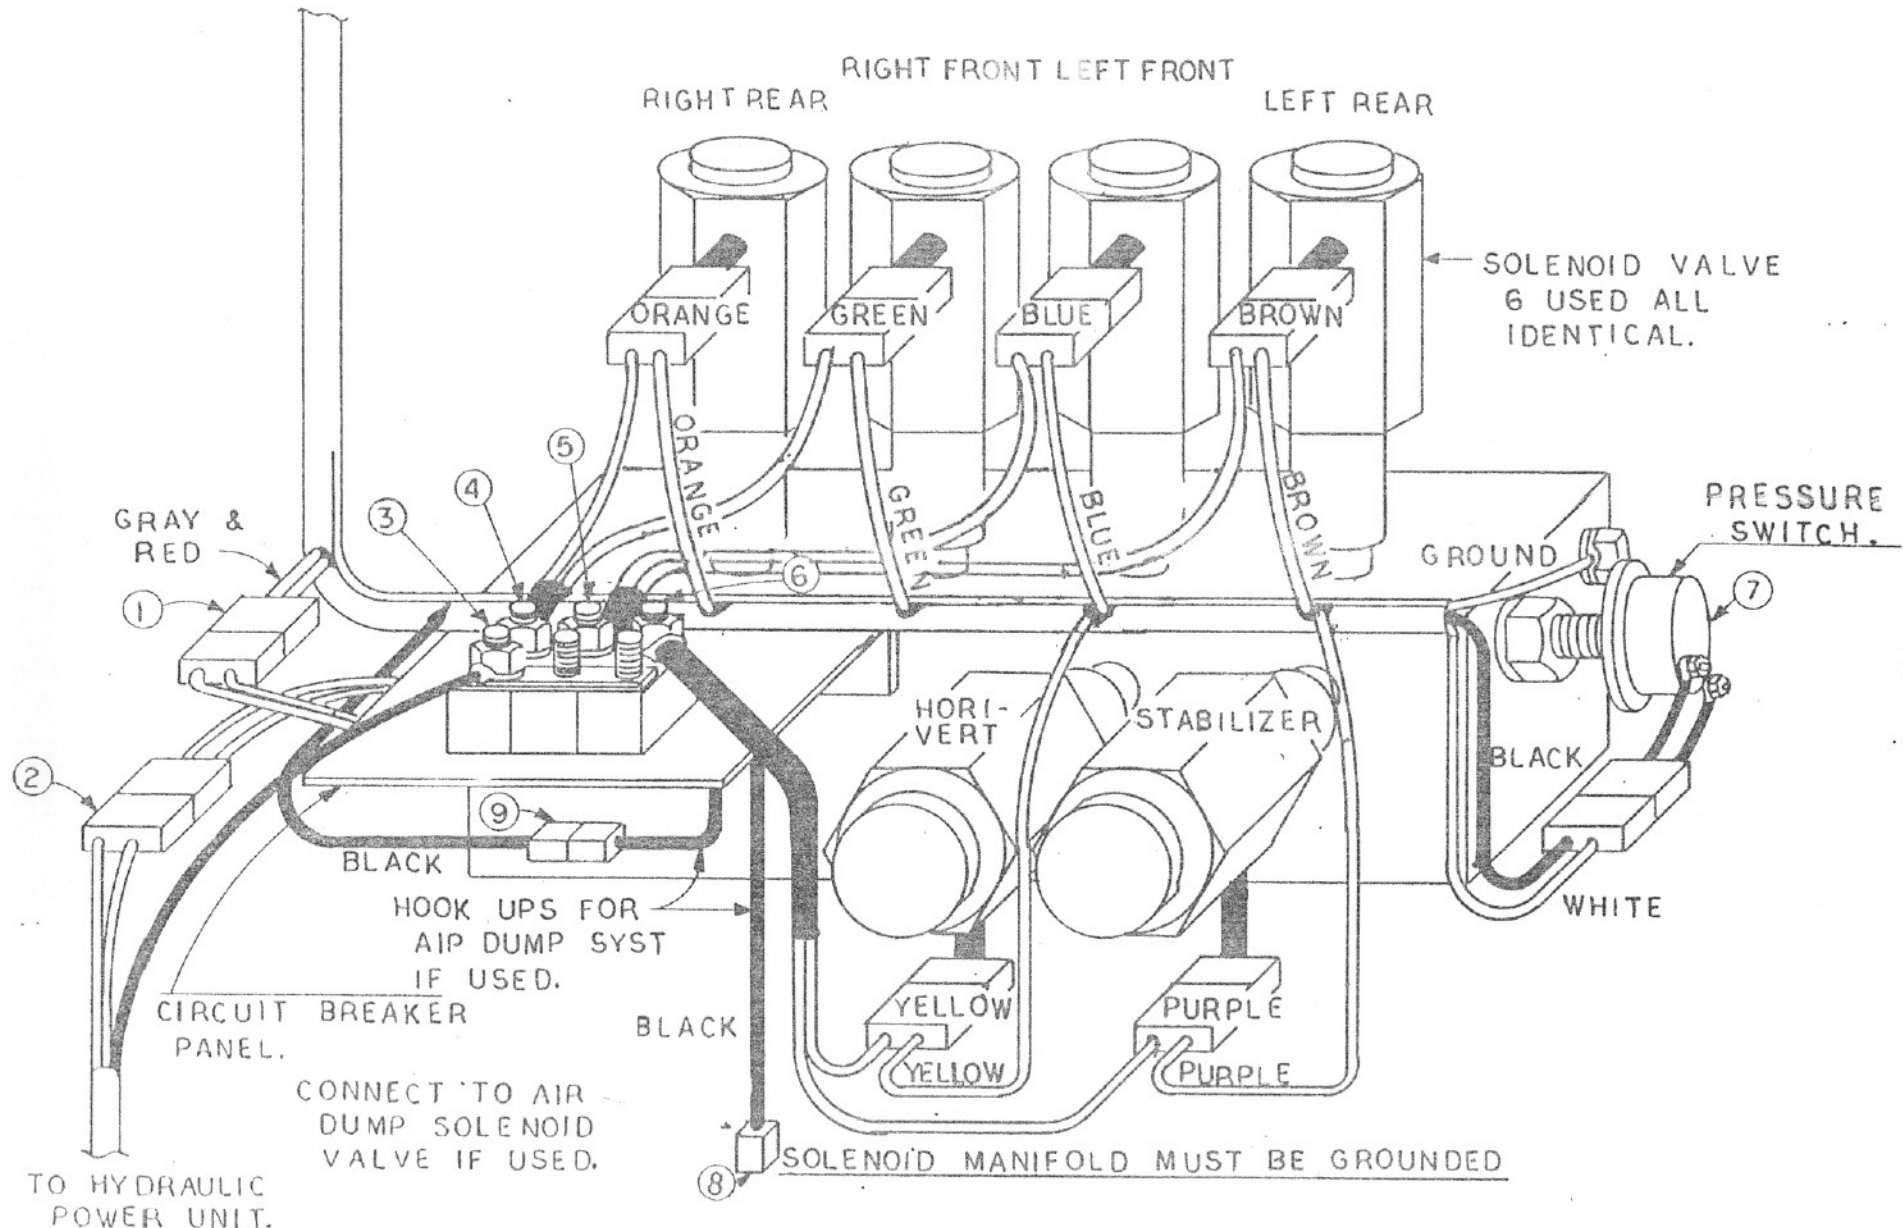 RIGHT FRONT LEFT FRONT
RIGHT REAR
LEFT REAR
SOLENOID VALVE
6 USED ALL
IDENTICAL.
ORANGE
GREEN
BLUE
BROWN
ORANGE
GREEN
BLUE
BROWN
5
4
3
6
GRAY &
RED
1
PRESSURE
SWITCH.
GROUND
7
HORI-
VERT
STABILIZER
BLACK
2
9
BLACK
HOOK UPS FOR
AIP DUMP SYST
IF USED.
WHITE
CIRCUIT BREAKER
PANEL.
BLACK
YELLOW
PURPLE
YELLOW
PURPLE
CONNECT TO AIR
DUMP SOLENOID
VALVE IF USED.
8
SOLENOID MANIFOLD MUST BE GROUNDED
TO HYDRAULIC
POWER UNIT.